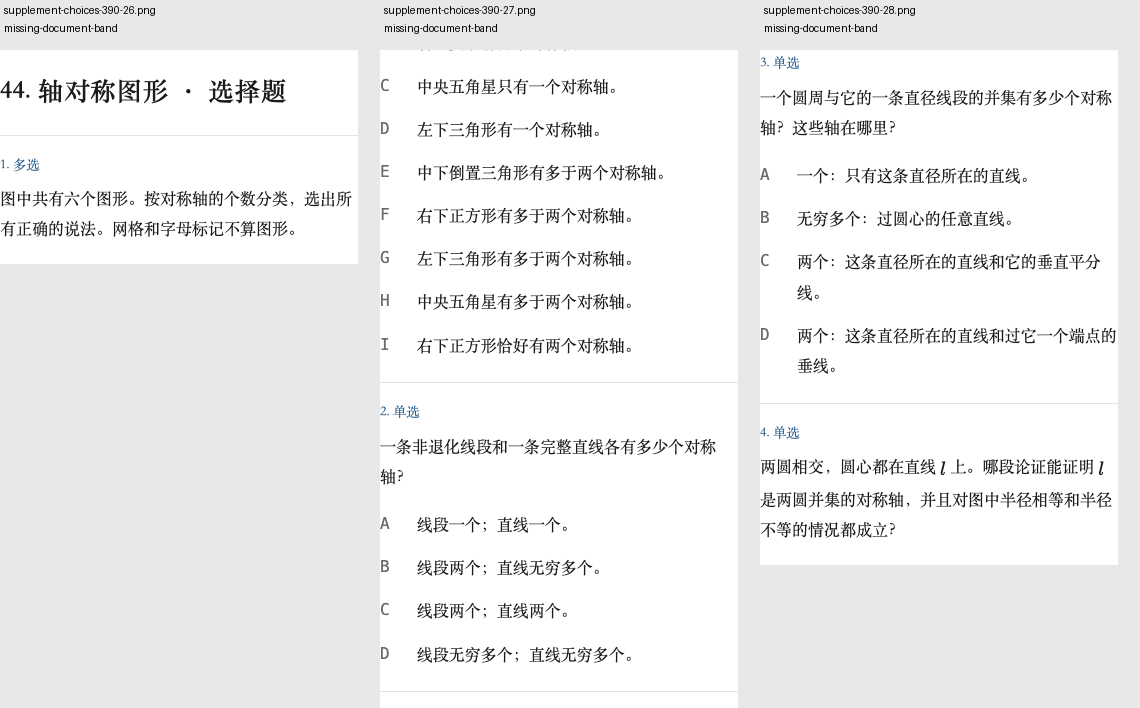 supplement-choices-390-26.png
missing-document-band
44. 轴对称图形 · 选择题
1. 多选
图中共有六个图形。按对称轴的个数分类，选出所
有正确的说法。网格和字母标记不算图形。
supplement-choices-390-27.png
missing-document-band
C 中央五角星只有一个对称轴。
D 左下三角形有一个对称轴。
E 中下倒置三角形有多于两个对称轴。
F 右下正方形有多于两个对称轴。
G 左下三角形有多于两个对称轴。
H 中央五角星有多于两个对称轴。
I 右下正方形恰好有两个对称轴。
2. 单选
一条非退化线段和一条完整直线各有多少个对称
轴？
A 线段一个；直线一个。
B 线段两个；直线无穷多个。
C 线段两个；直线两个。
D 线段无穷多个；直线无穷多个。
supplement-choices-390-28.png
missing-document-band
3. 单选
一个圆周与它的一条直径线段的并集有多少个对称
轴？这些轴在哪里？
A 一个：只有这条直径所在的直线。
B 无穷多个：过圆心的任意直线。
C 两个：这条直径所在的直线和它的垂直平分
线。
D 两个：这条直径所在的直线和过它一个端点的
垂线。
4. 单选
两圆相交，圆心都在直线 l 上。哪段论证能证明 l
是两圆并集的对称轴，并且对图中半径相等和半径
不等的情况都成立？